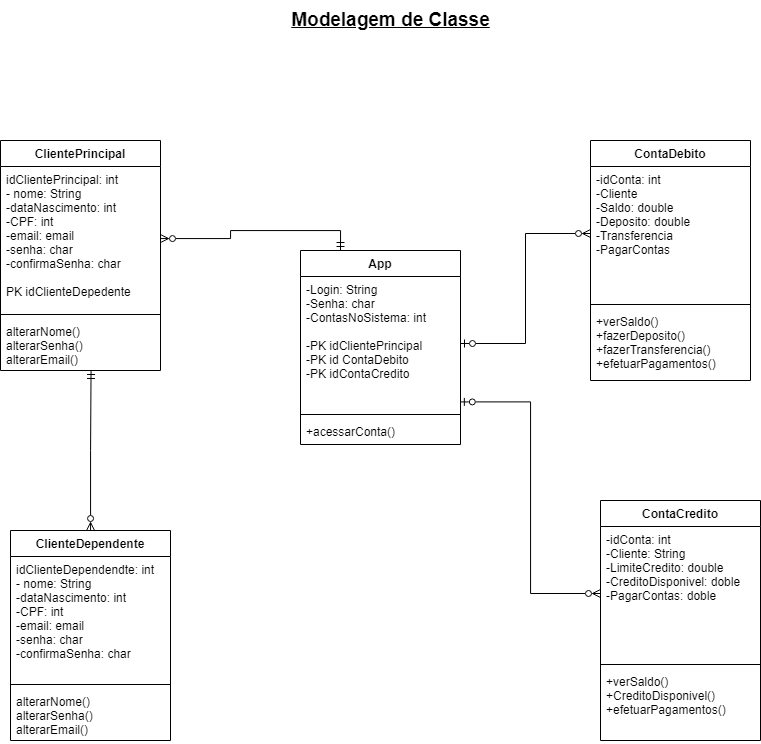 Modelagem de Classe
ClientePrincipal
idClientePrincipal: int
- nome: String
-dataNascimento: int
-CPF: int
-email: email
-senha: char
-confirmaSenha: char
PK idClienteDepedente
alterarNome()
alterarSenha()
alterarEmail()
App
-Login: String
-Senha: char
-ContasNoSistema: int
-PK idClientePrincipal
-PK id ContaDebito
-PK idContaCredito
+acessarConta()
ContaDebito
-idConta: int
-Cliente
-Saldo: double
-Deposito: double
-Transferencia
-PagarContas
+verSaldo()
+fazerDeposito()
+fazerTransferencia()
+efetuarPagamentos()
ClienteDependente
idClienteDependendte: int
- nome: String
-dataNascimento: int
-CPF: int
-email: email
-senha: char
-confirmaSenha: char
alterarNome()
alterarSenha()
alterarEmail()
ContaCredito
-idConta: int
-Cliente: String
-LimiteCredito: double
-CreditoDisponivel: doble
-PagarContas: doble
+verSaldo()
+CreditoDisponivel()
+efetuarPagamentos()